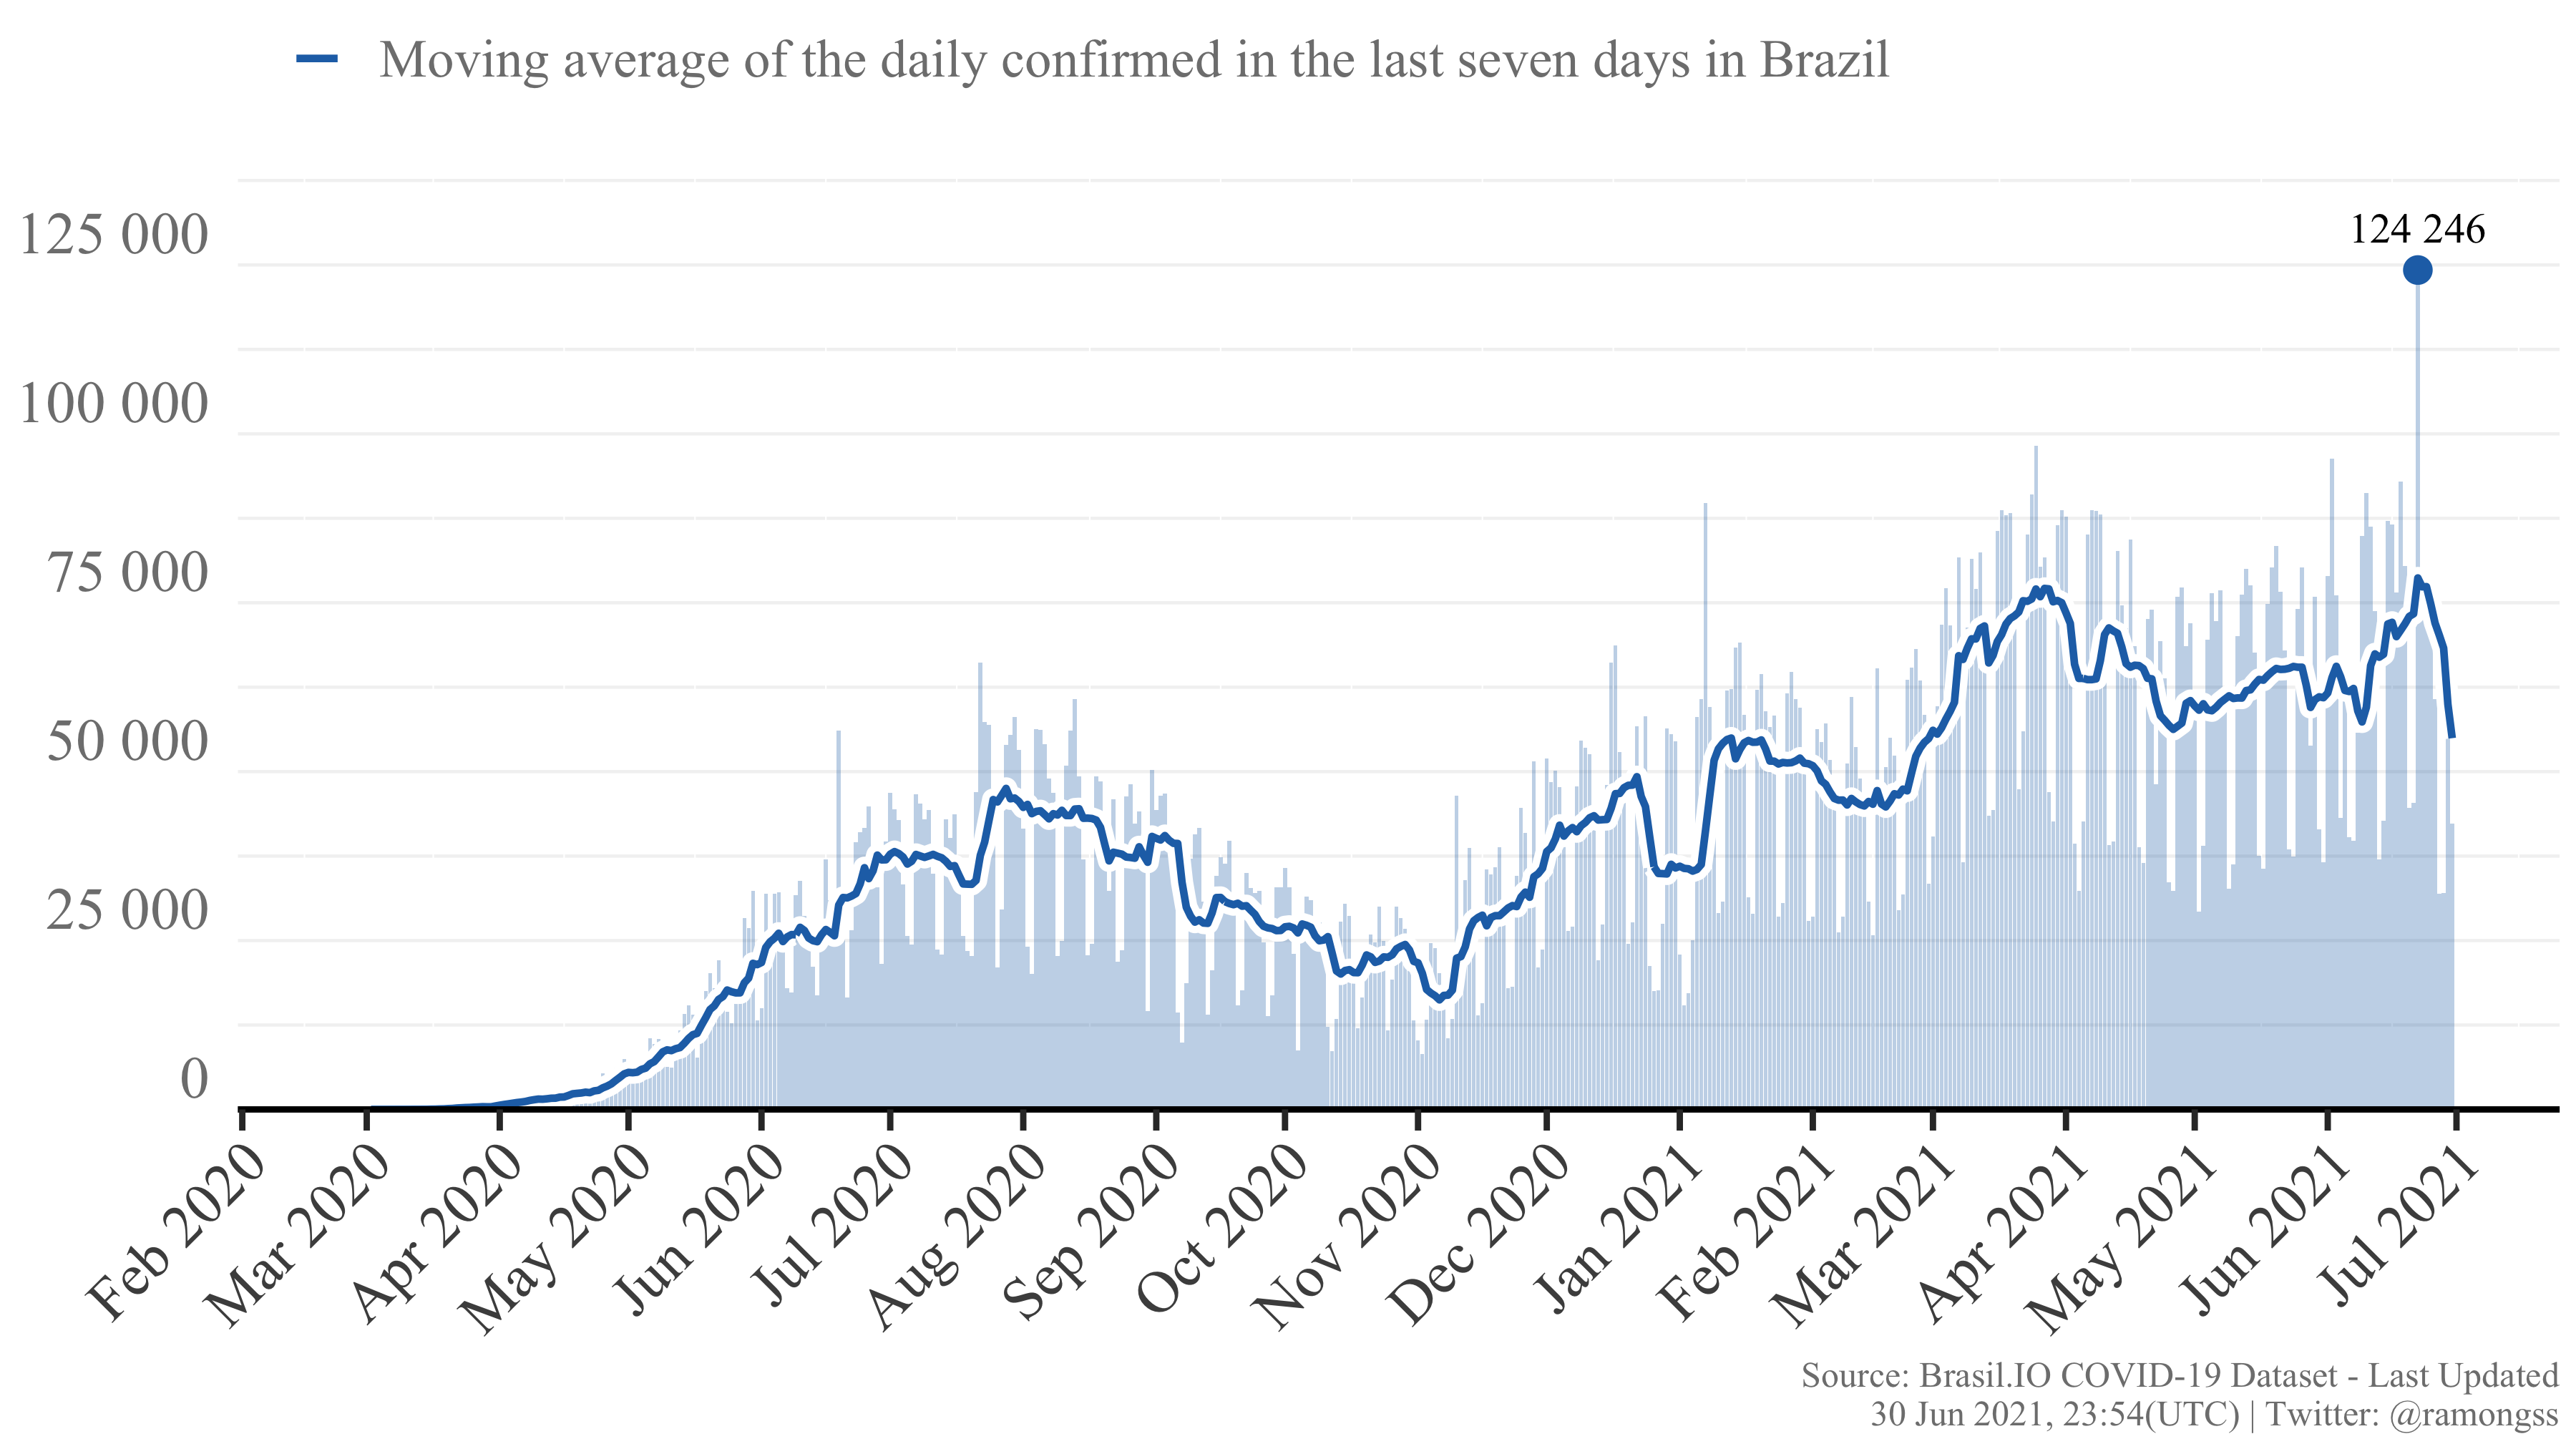 Moving average of the daily confirmed in the last seven days in Brazil
125 000
124 246
100 000
75 000
50 000
25 000
0
Feb 2020
Mar 2020
Apr 2020
May 2020
Jun 2020
Jul 2020
Aug 2020
Sep 2020
Oct 2020
Nov 2020
Dec 2020
Jan 2021
Feb 2021
Mar 2021
Apr 2021
May 2021
Jun 2021
Jul 2021
Source: Brasil.IO COVID-19 Dataset - Last Updated
30 Jun 2021, 23:54(UTC) | Twitter: @ramongss